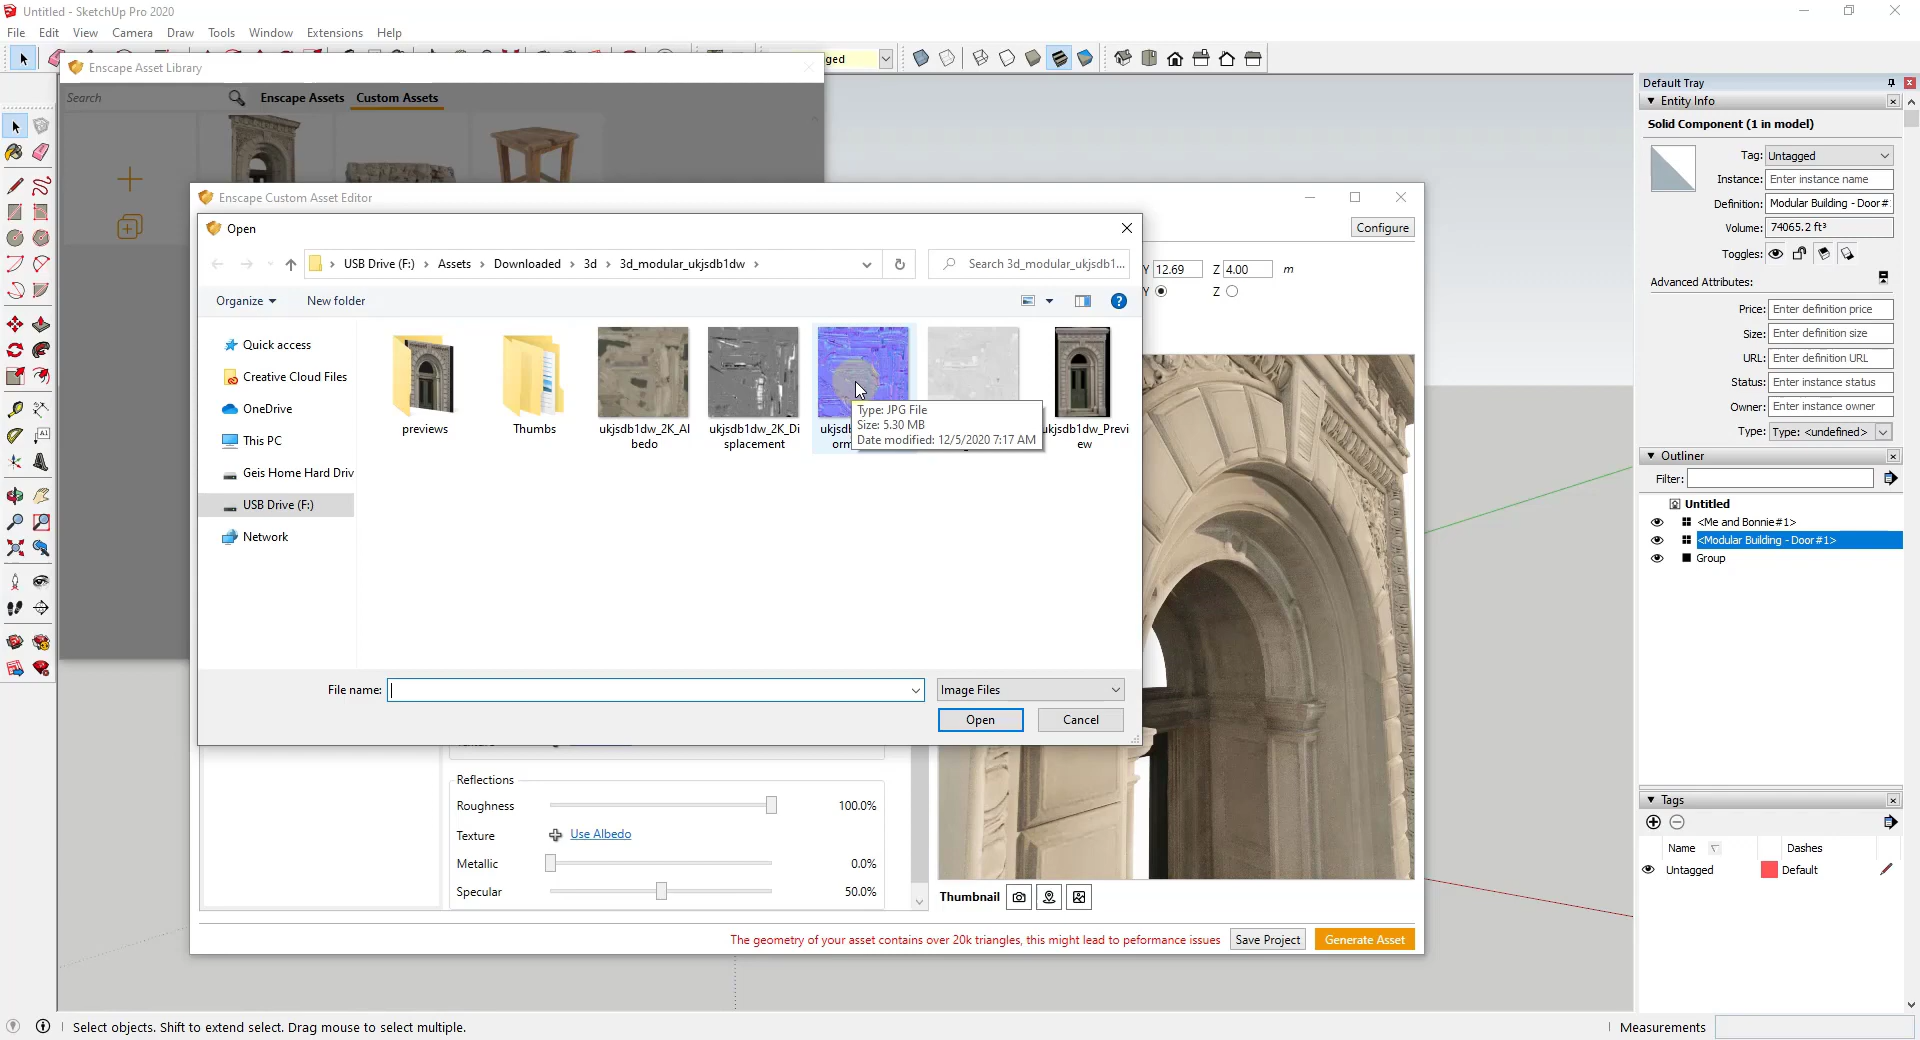 Untitled - SketchUp Pro 2020
File Edit View Camera Draw Tools Window Extensions Help
ged
Enscape Asset Library
Search
Enscape Assets Custom Assets
Enscape Custom Asset Editor
Configure
Open
USB Drive (F:) › Assets › Downloaded › 3d › 3d_modular_ukjsdb1dw ›
Search 3d_modular_ukjsdb1...
Y 12.69 Z 4.00 m
Y Z
Organize
New folder
Quick access
Creative Cloud Files
OneDrive
This PC
Geis Home Hard Driv
USB Drive (F:)
Network
previews
Thumbs
ukjsdb1dw_2K_Al
bedo
ukjsdb1dw_2K_Di
splacement
Type: JPG File
Size: 5.30 MB
Date modified: 12/5/2020 7:17 AM
ukjsdb1dw_Previ
ew
File name:
Image Files
Open
Cancel
Reflections
Roughness 100.0%
Texture Use Albedo
Metallic 0.0%
Specular 50.0%
Thumbnail
The geometry of your asset contains over 20k triangles, this might lead to peformance issues
Save Project
Generate Asset
Default Tray
Entity Info
Solid Component (1 in model)
Tag: Untagged
Instance: Enter instance name
Definition: Modular Building - Door#
Volume: 74065.2 ft³
Toggles:
Advanced Attributes:
Price: Enter definition price
Size: Enter definition size
URL: Enter definition URL
Status: Enter instance status
Owner: Enter instance owner
Type: Type: <undefined>
Outliner
Filter:
Untitled
<Me and Bonnie#1>
<Modular Building - Door#1>
Group
Tags
Name Dashes
Untagged Default
Select objects. Shift to extend select. Drag mouse to select multiple.
Measurements